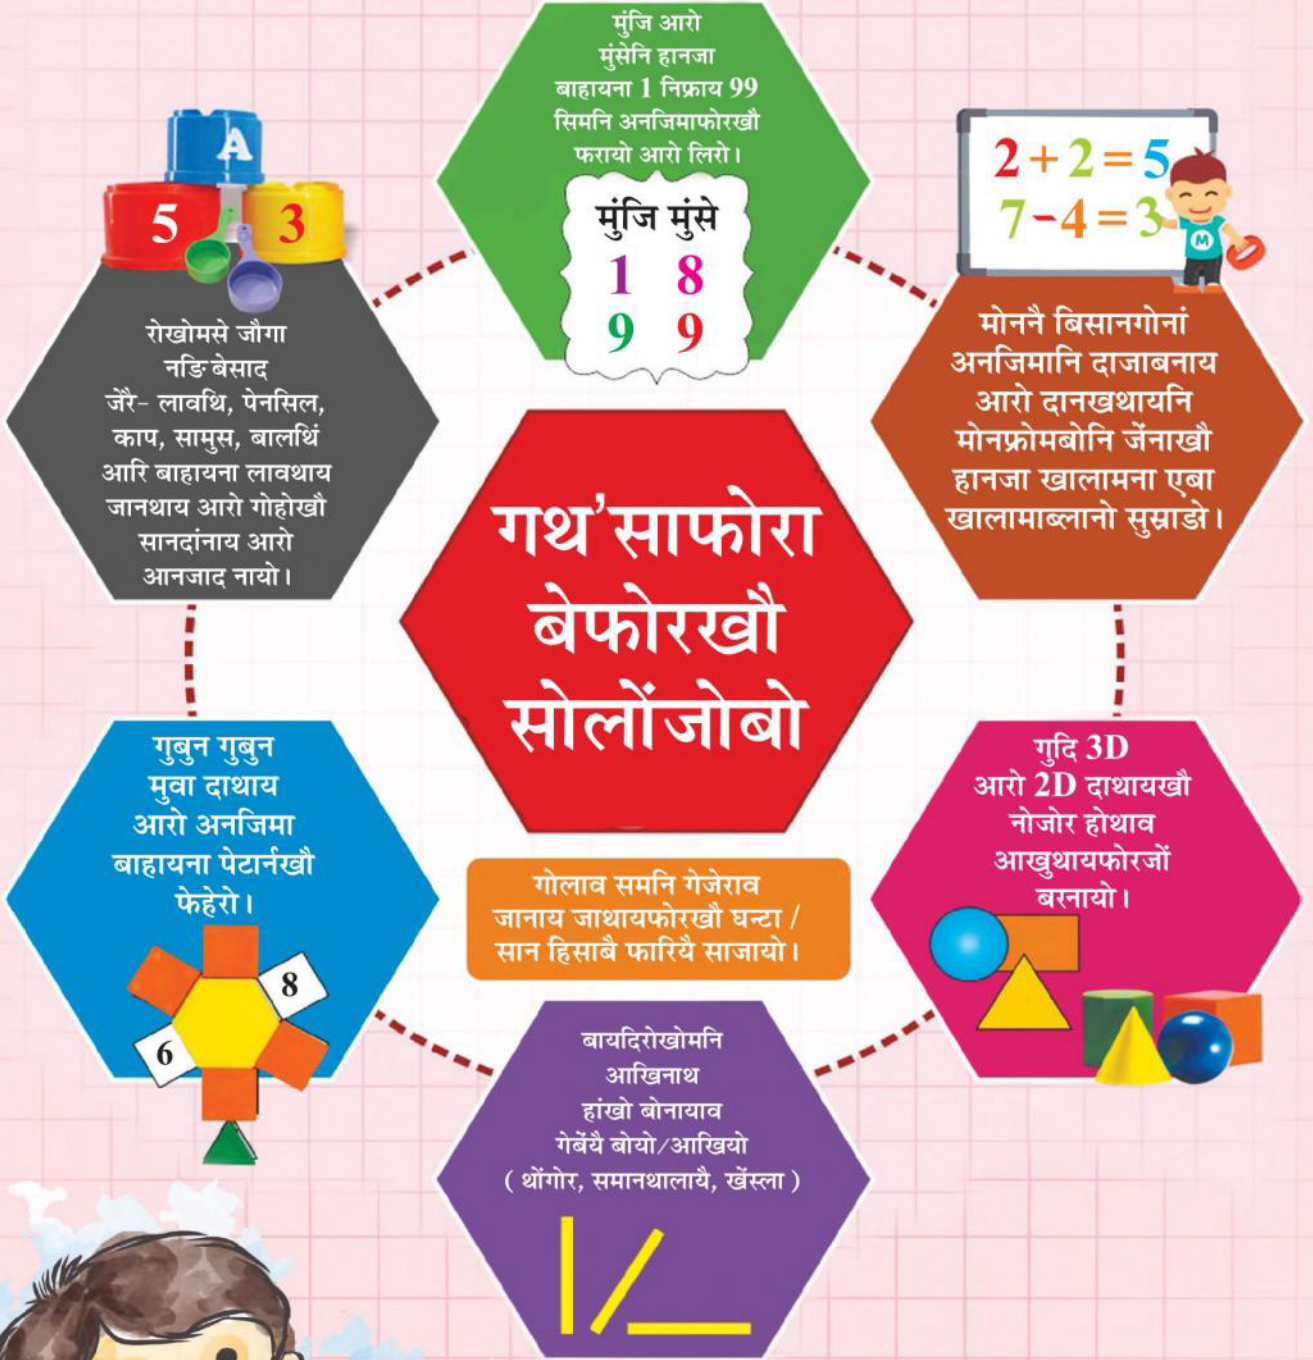 मुंजि आरो
मुंसेनि हानजा
बाहायना 1 निफ्राय 99
सिमनि अनजिमाफोरखौ
फरायो आरो लिरो।
मुंजि मुंसे
1 8
9 9
A
5 3
रोखोमसे जौगा
नङि बेसाद
जेरै- लावथि, पेनसिल,
काप, सामुस, बालथिं
आरि बाहायना लावथाय
जानथाय आरो गोहोखौ
सानदांनाय आरो
आनजाद नायो।
2 + 2 = 5
7 - 4 = 3
M
मोननै बिसानगोनां
अनजिमानि दाजाबनाय
आरो दानखथायनि
मोनफ्रोमबोनि जेंनाखौ
हानजा खालामना एबा
खालामाब्लानो सुस्राङो।
गथ'साफोरा
बेफोरखौ
सोलोंजोबो
गुबुन गुबुन
मुवा दाथाय
आरो अनजिमा
बाहायना पेटार्नखौ
फेहेरो।
8
6
गुदि 3D
आरो 2D दाथायखौ
नोजोर होथाव
आखुथायफोरजों
बरनायो।
गोलाव समनि गेजेराव
जानाय जाथायफोरखौ घन्टा /
सान हिसाबै फारियै साजायो।
बायदिरोखोमनि
आखिनाथ
हांखो बोनायाव
गेबेंयै बोयो/आखियो
( थोंगोर, समानथालायै, खेंस्ला )